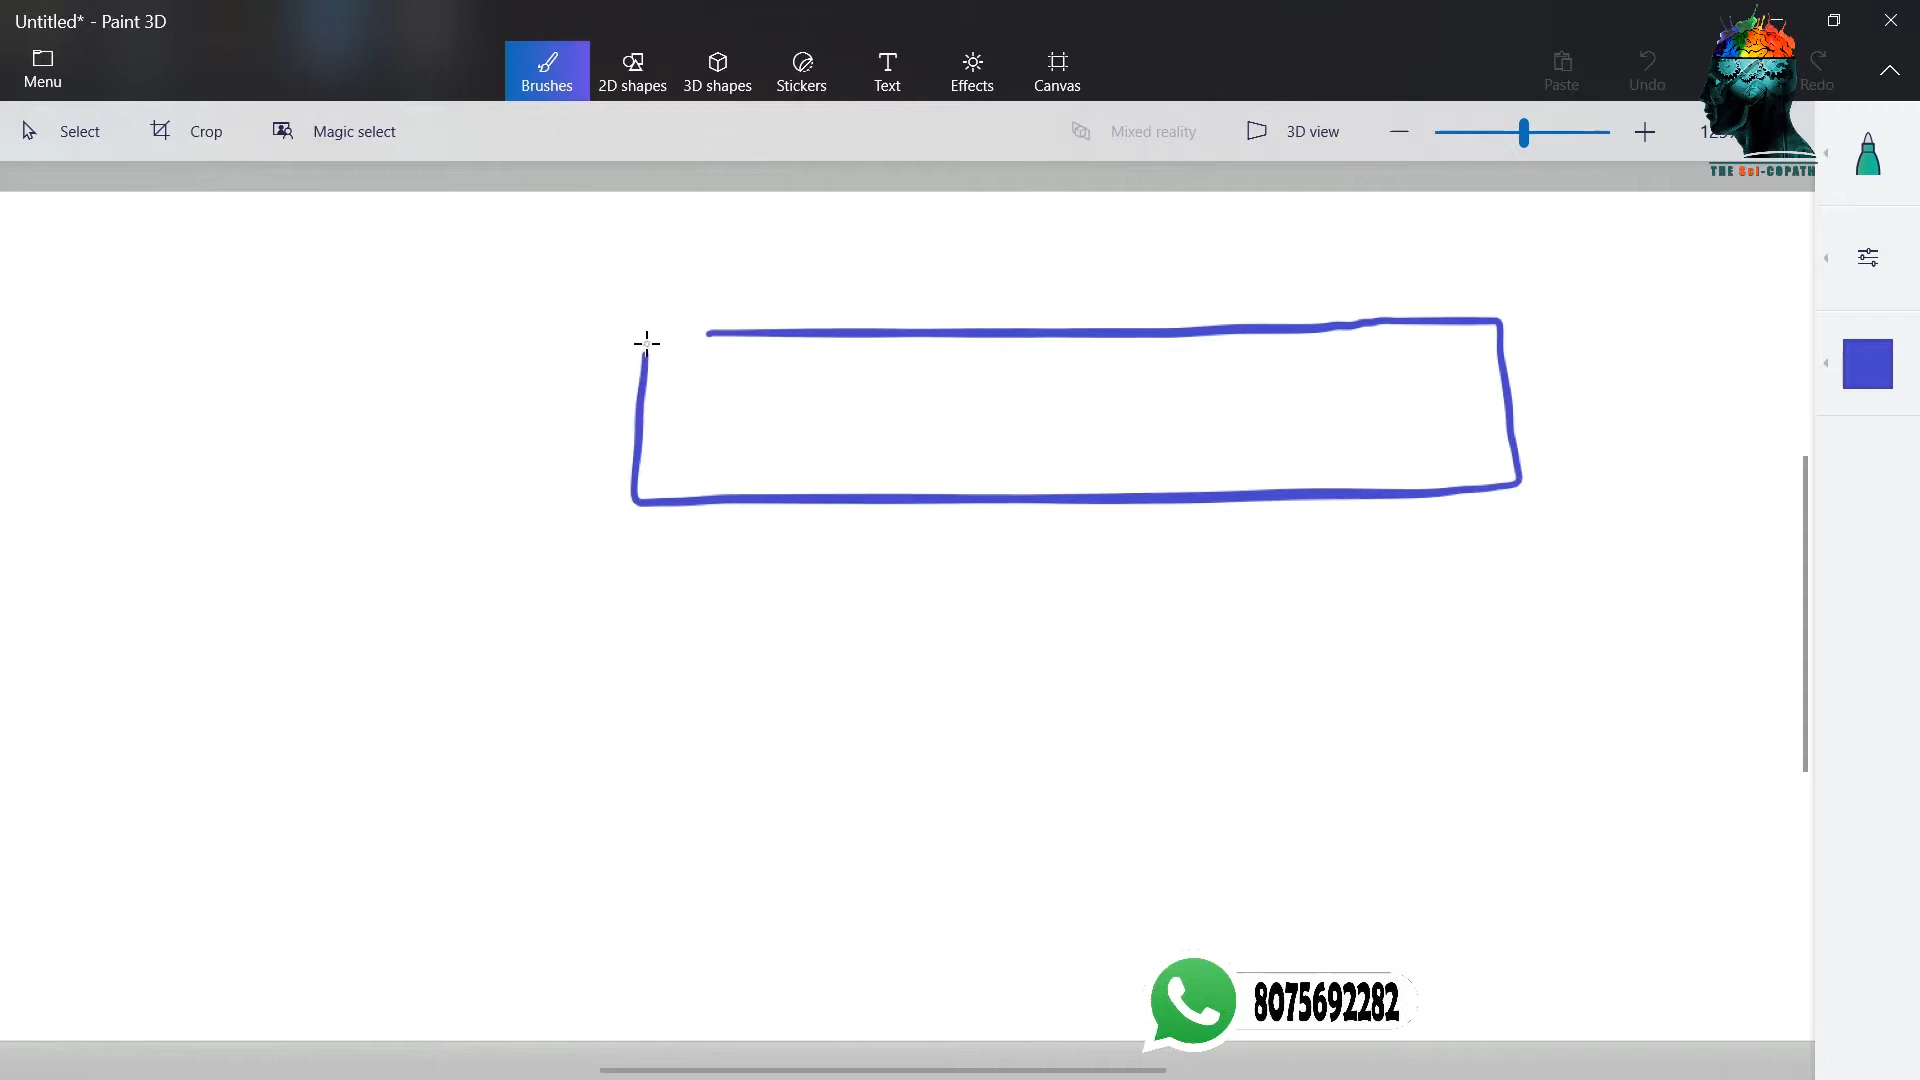 Untitled* - Paint 3D
Menu
Brushes
2D shapes
3D shapes
Stickers
Text
Effects
Canvas
Paste
Undo
Redo
Select
Crop
Magic select
Mixed reality
3D view
THE Sci-COPATH
8075692282